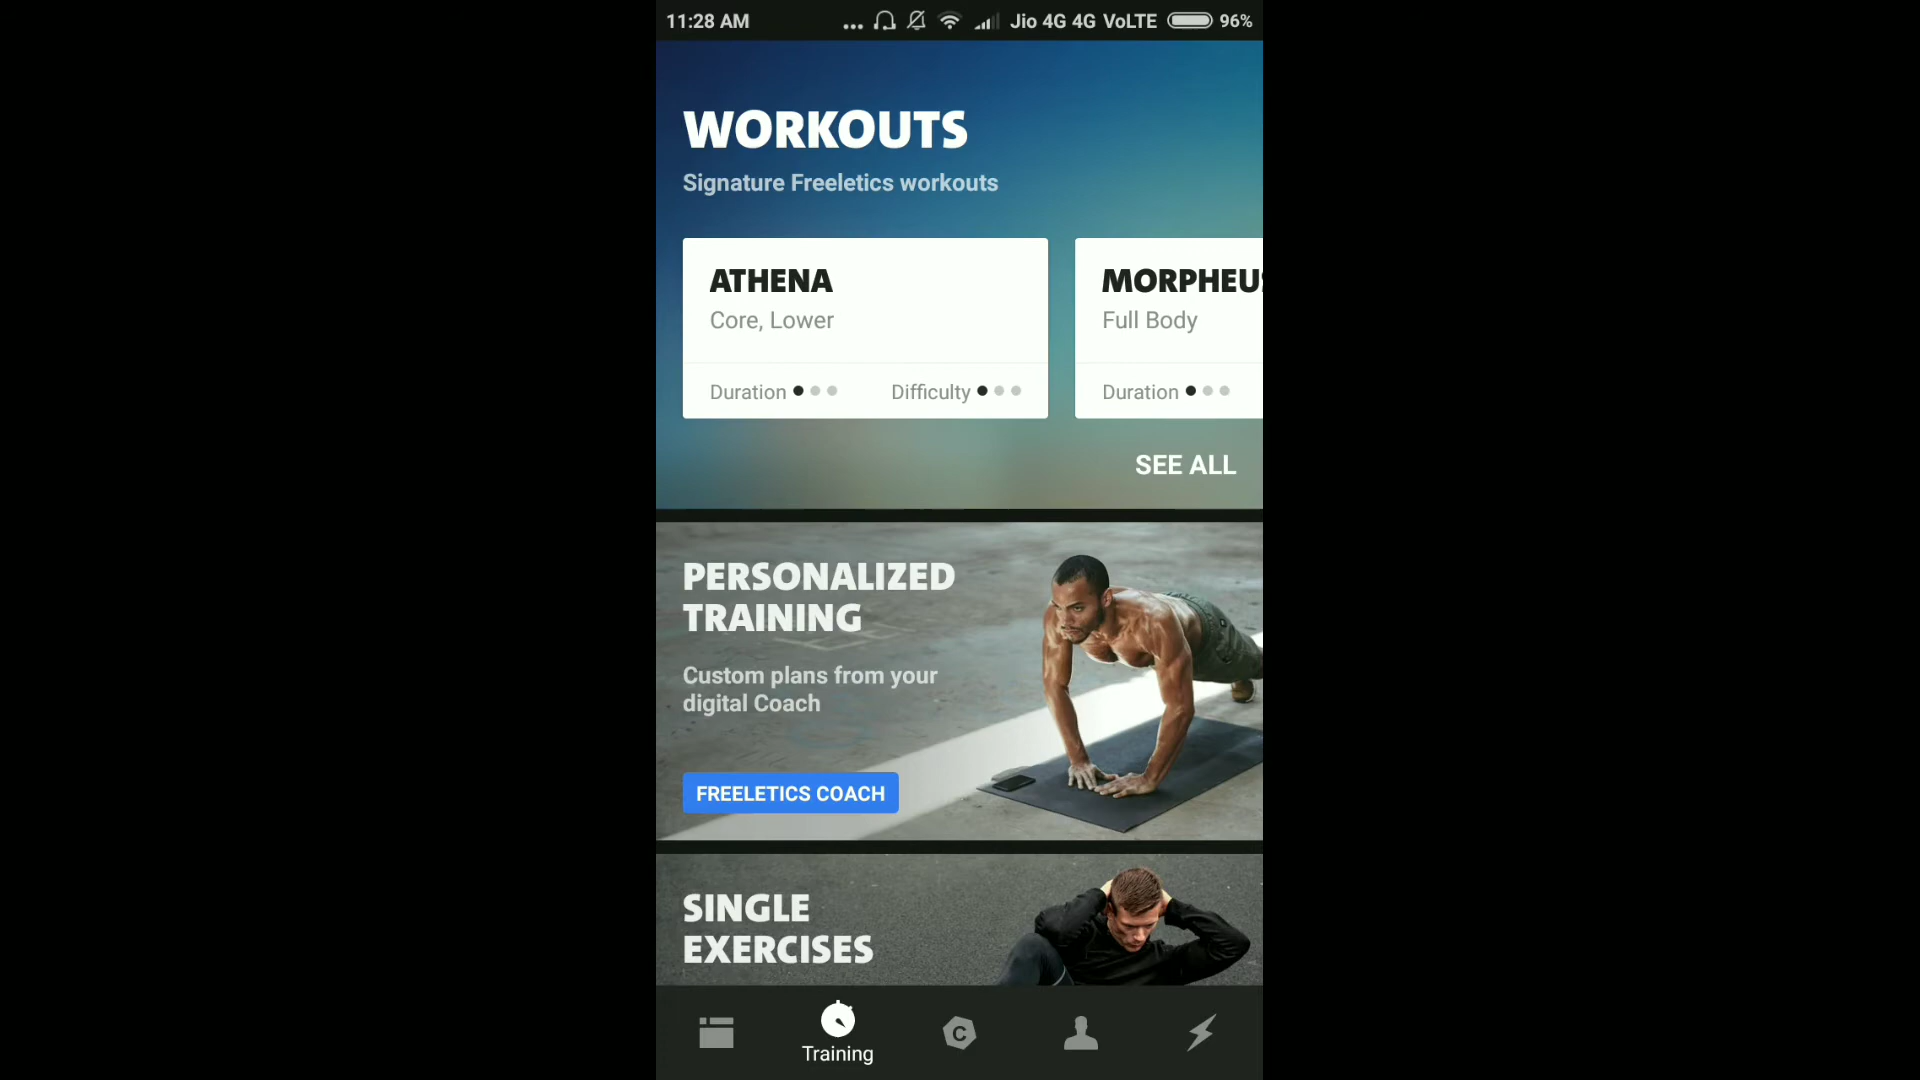 11:28 AM ... Jio 4G 4G VoLTE 96%
WORKOUTS
Signature Freeletics workouts
ATHENA
Core, Lower
Duration
Difficulty
MORPHEUS
Full Body
Duration
SEE ALL
PERSONALIZED
TRAINING
Custom plans from your
digital Coach
FREELETICS COACH
SINGLE
EXERCISES
C
Training